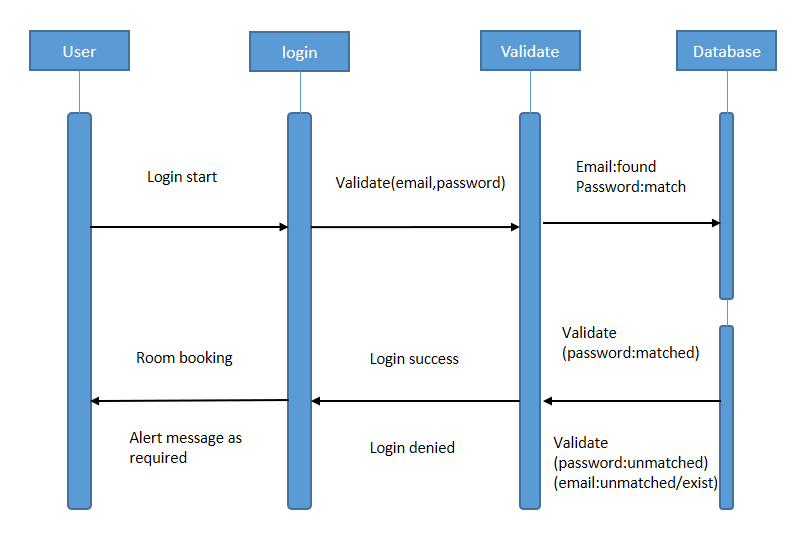 User
login
Validate
Database
Login start
Validate(email,password)
Email:found
Password:match
Room booking
Login success
Validate
(password:matched)
Alert message as
required
Login denied
Validate
(password:unmatched)
(email:unmatched/exist)